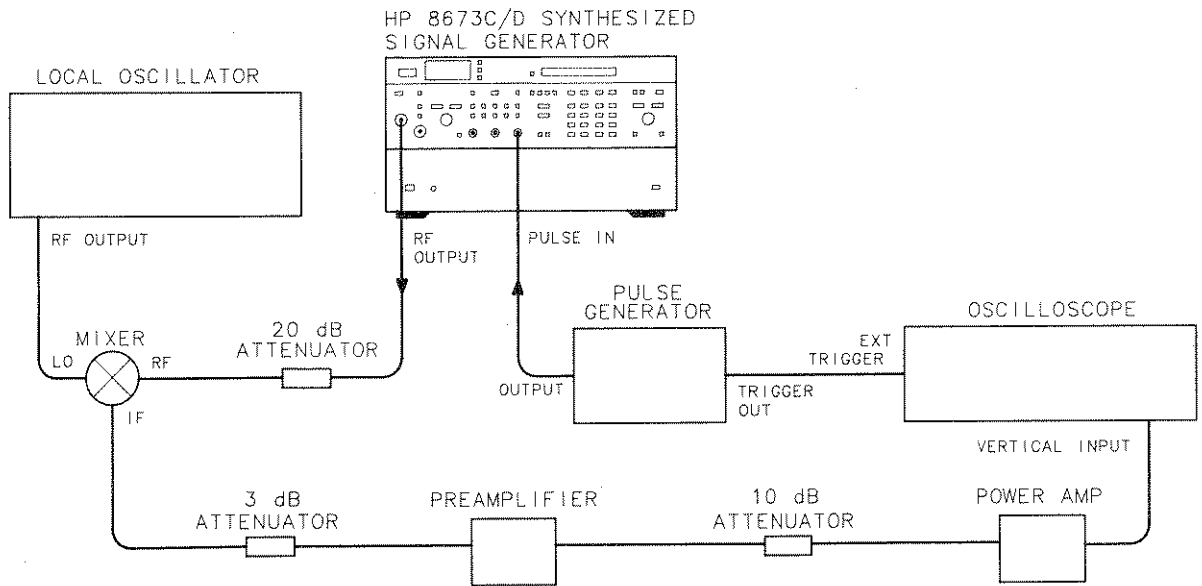 HP 8673C/D SYNTHESIZED
SIGNAL GENERATOR
LOCAL OSCILLATOR
RF OUTPUT
RF
OUTPUT
PULSE IN
PULSE
GENERATOR
OSCILLOSCOPE
MIXER
20 dB
ATTENUATOR
EXT
TRIGGER
LO
RF
OUTPUT
TRIGGER
OUT
IF
VERTICAL INPUT
3 dB
ATTENUATOR
PREAMPLIFIER
10 dB
ATTENUATOR
POWER AMP